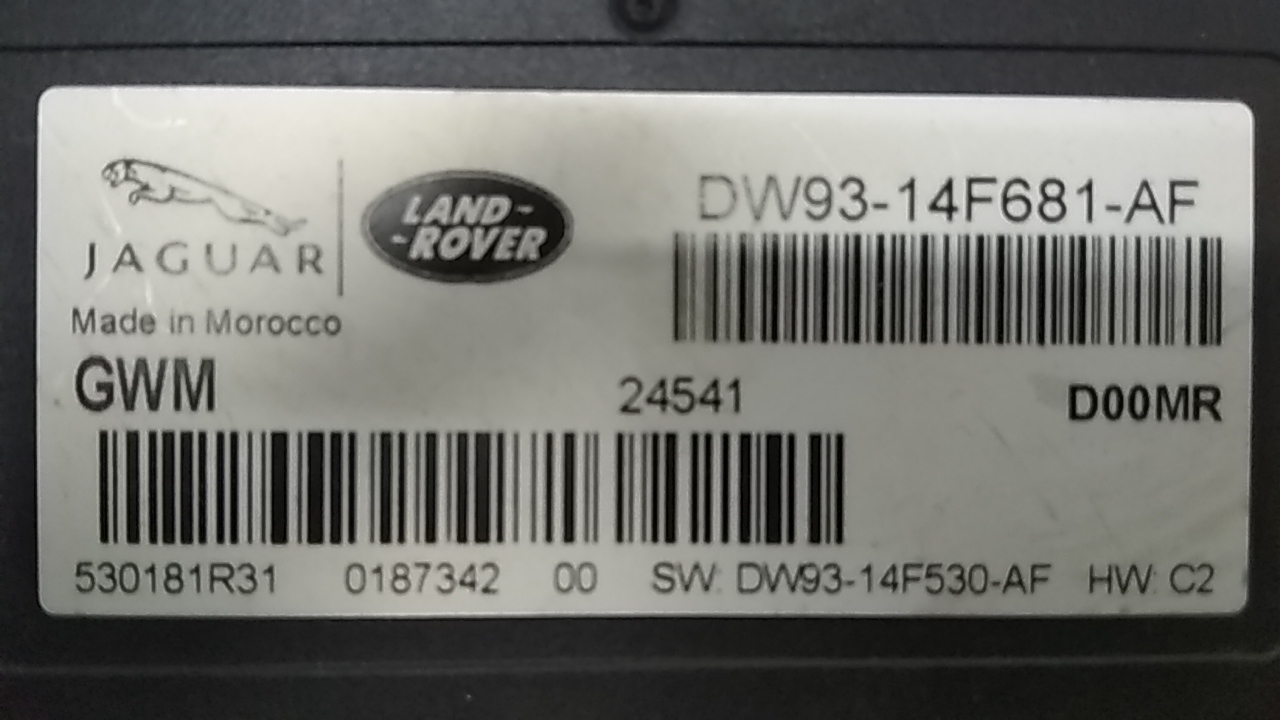 JAGUAR
LAND-
-ROVER
DW93-14F681-AF
Made in Morocco
GWM 24541 D00MR
530181R31 0187342 00 SW: DW93-14F530-AF HW: C2